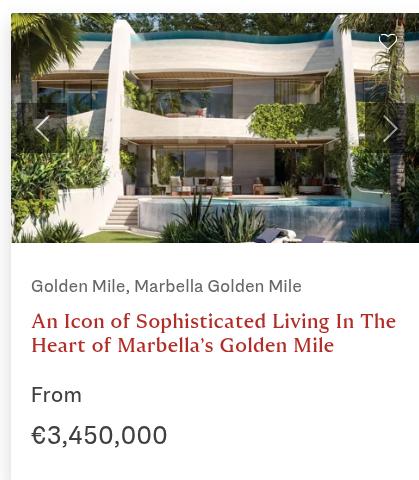 Golden Mile, Marbella Golden Mile
An Icon of Sophisticated Living In The
Heart of Marbella's Golden Mile
From
€3,450,000